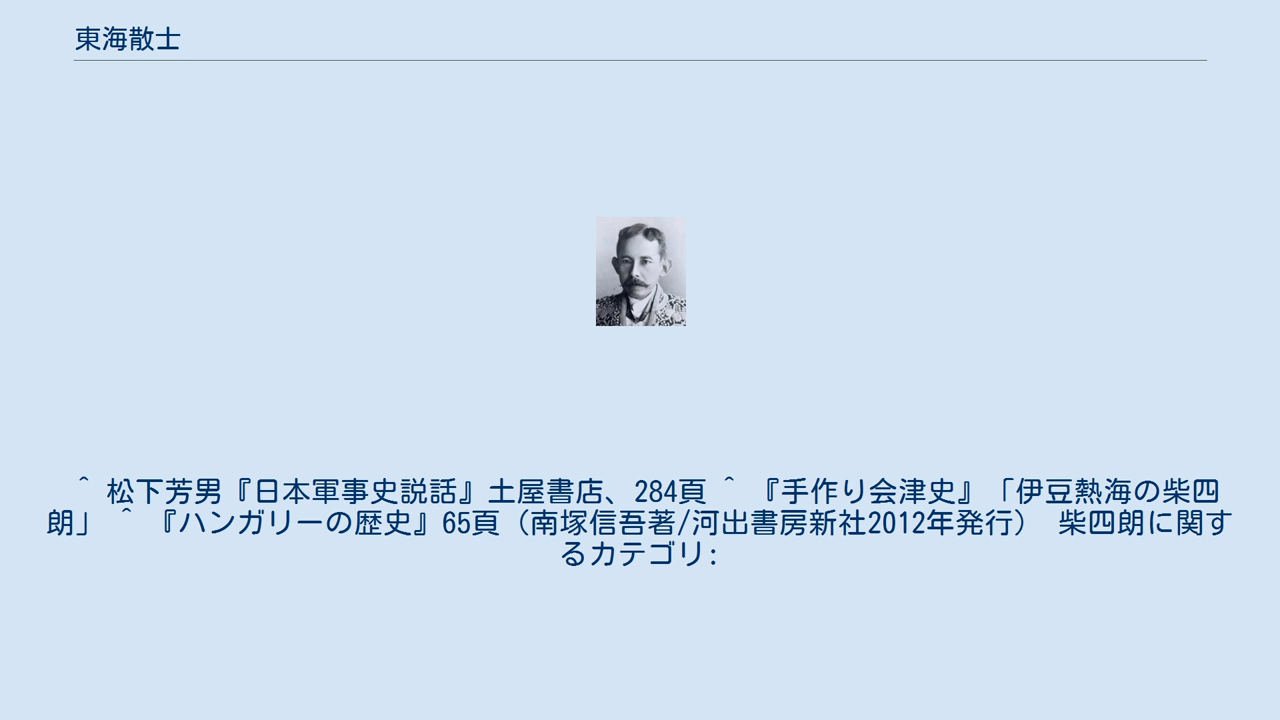 東海散士
^ 松下芳男『日本軍事史説話』土屋書店、284頁 ^ 『手作り会津史』「伊豆熱海の柴四
朗」 ^ 『ハンガリーの歴史』65頁（南塚信吾著/河出書房新社2012年発行） 柴四朗に関す
るカテゴリ: